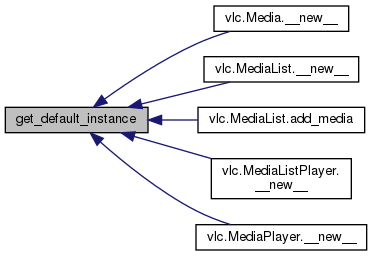 vlc.Media.__new__
vlc.MediaList.__new__
get_default_instance
vlc.MediaList.add_media
vlc.MediaListPlayer.
__new__
vlc.MediaPlayer.__new__